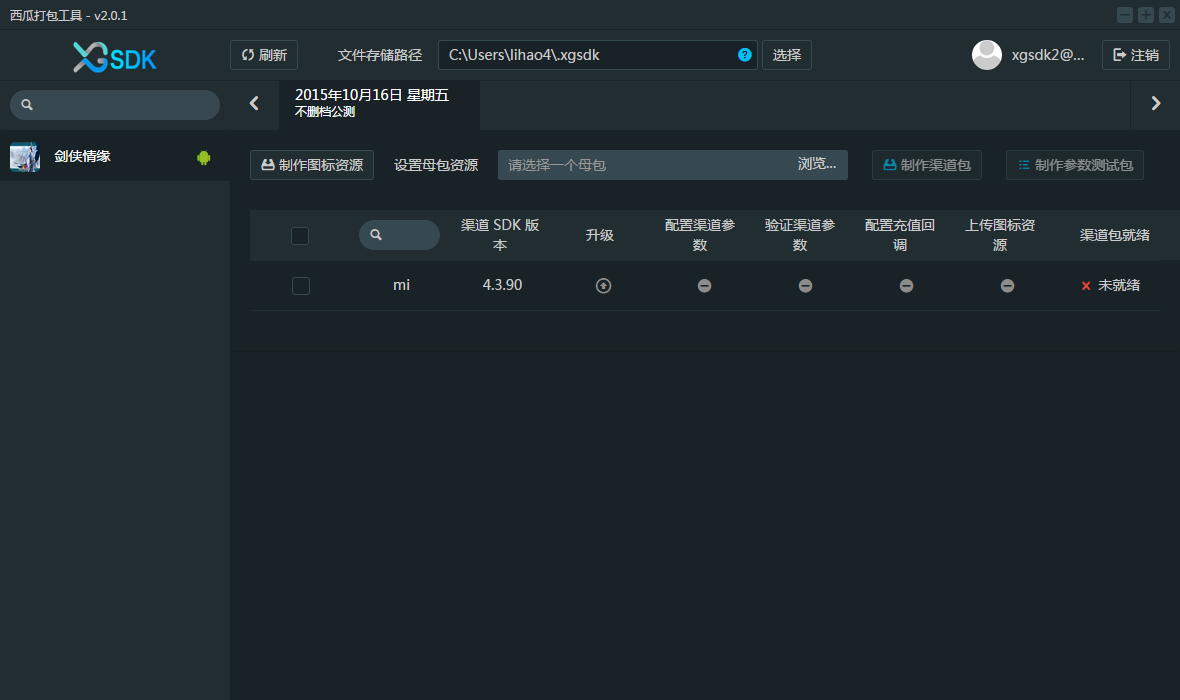 西瓜打包工具 - v2.0.1
XGSDK
刷新
文件存储路径
C:\Users\lihao4\.xgsdk
?
选择
xgsdk2@...
注销
2015年10月16日 星期五
不删档公测
剑侠情缘
制作图标资源
设置母包资源
请选择一个母包
浏览...
制作渠道包
制作参数测试包
渠道 SDK 版
本
升级
配置渠道参
数
验证渠道参
数
配置充值回
调
上传图标资
源
渠道包就绪
mi
4.3.90
未就绪